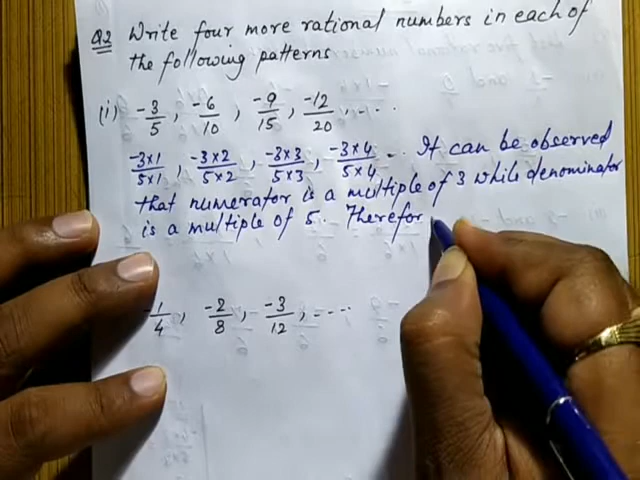 Q2 Write four more rational numbers in each of
the following patterns
(i) -3/5, -6/10, -9/15, -12/20, ....
-3×1/5×1, -3×2/5×2, -3×3/5×3, -3×4/5×4 .. It can be observed
that numerator is a multiple of 3 while denominator
is a multiple of 5. Therefor
-1/4, -2/8, -3/12, ----